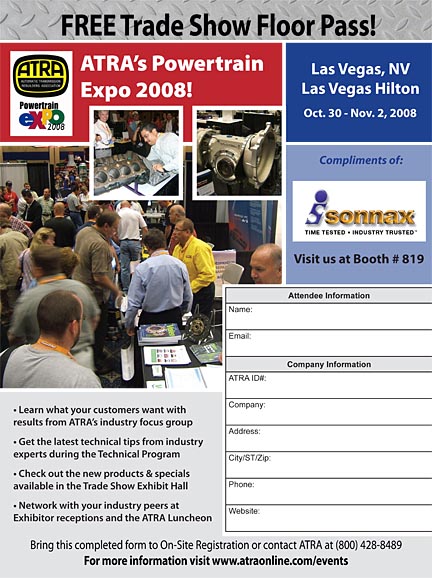 FREE Trade Show Floor Pass!
ATRA
AUTOMATIC TRANSMISSION
REBUILDERS ASSOCIATION
Powertrain
expo
2008
ATRA's Powertrain
Expo 2008!
Las Vegas, NV
Las Vegas Hilton
Oct. 30 - Nov. 2, 2008
Compliments of:
sonnax
TIME TESTED • INDUSTRY TRUSTED™
Visit us at Booth # 819
Attendee Information
Name:
Email:
Company Information
ATRA ID#:
Company:
Address:
City/ST/Zip:
Phone:
Website:
• Learn what your customers want with
results from ATRA's industry focus group
• Get the latest technical tips from industry
experts during the Technical Program
• Check out the new products & specials
available in the Trade Show Exhibit Hall
• Network with your industry peers at
Exhibitor receptions and the ATRA Luncheon
Bring this completed form to On-Site Registration or contact ATRA at (800) 428-8489
For more information visit www.atraonline.com/events